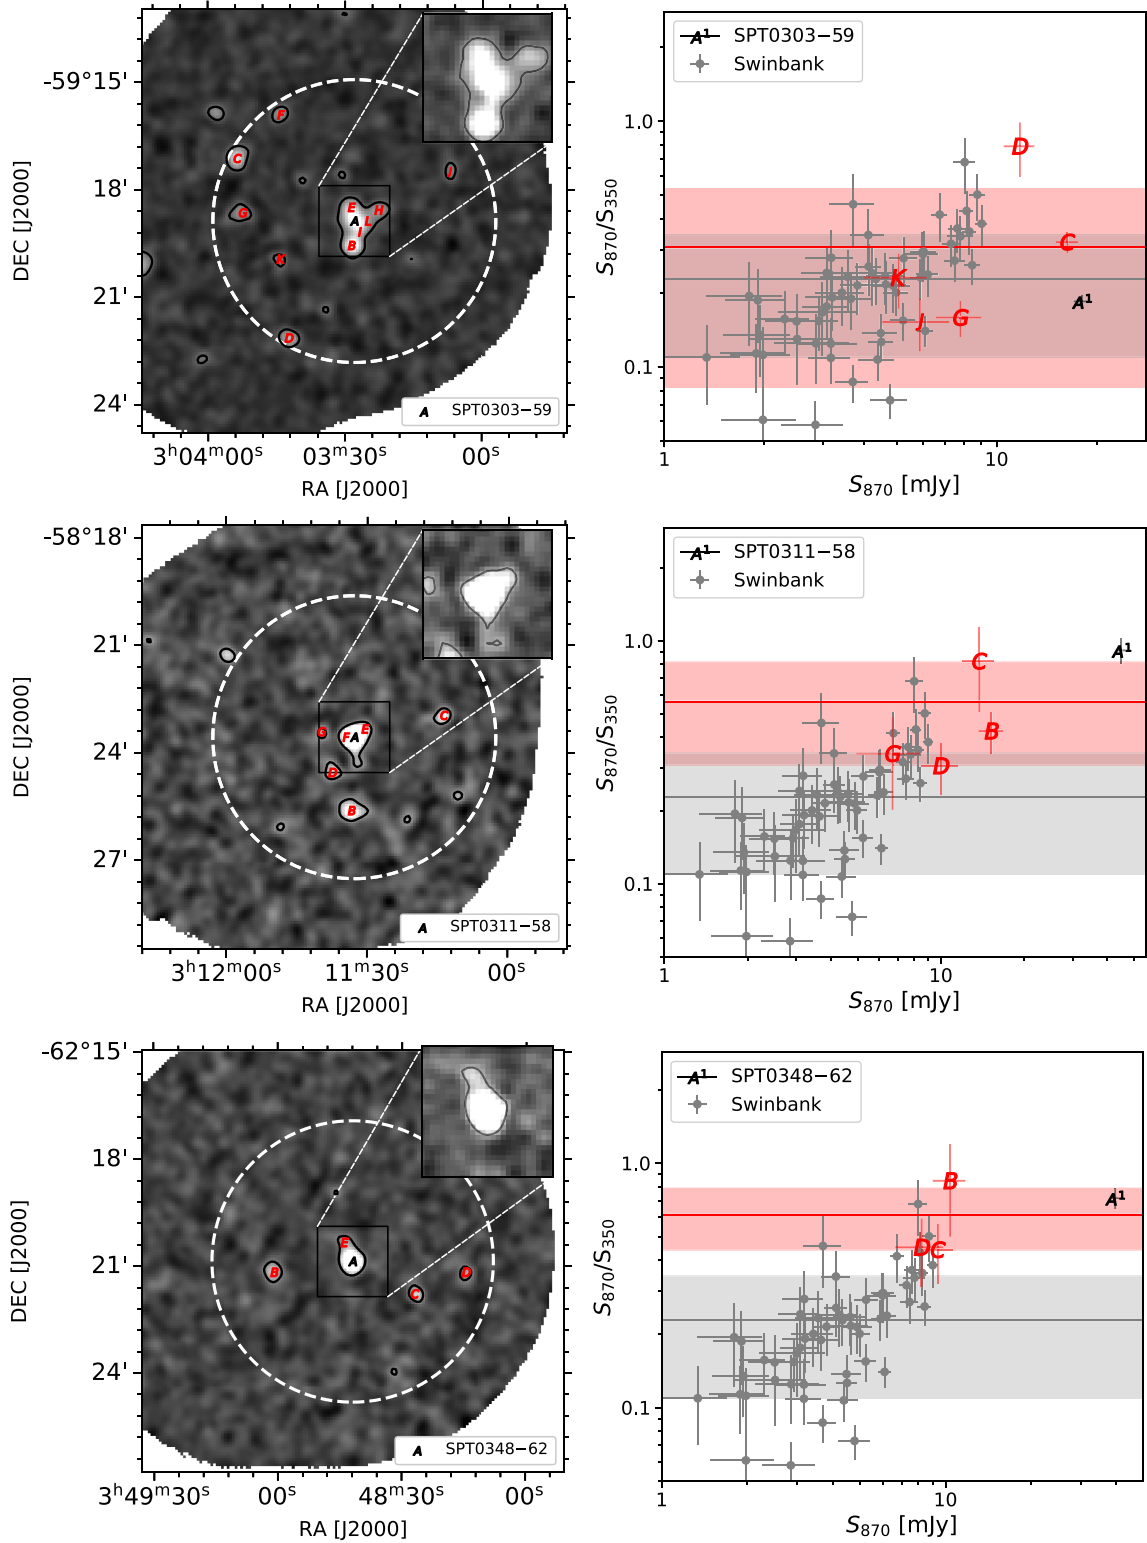 -59°15'
18'
21'
24'
DEC [J2000]
F
C
G
K
D
J
E
H
A
L
I
B
A SPT0303−59
3ʰ04ᵐ00ˢ 03ᵐ30ˢ 00ˢ
RA [J2000]
A¹ SPT0303−59
Swinbank
1.0
0.1
S₈₇₀/S₃₅₀
D
C
A¹
K
J
G
1 10
S₈₇₀ [mJy]
-58°18'
21'
24'
27'
DEC [J2000]
C
G
F
A
E
D
B
A SPT0311−58
3ʰ12ᵐ00ˢ 11ᵐ30ˢ 00ˢ
RA [J2000]
A¹ SPT0311−58
Swinbank
1.0
0.1
S₈₇₀/S₃₅₀
A¹
C
B
G
D
1 10
S₈₇₀ [mJy]
-62°15'
18'
21'
24'
DEC [J2000]
E
A
B
D
C
A SPT0348−62
3ʰ49ᵐ30ˢ 00ˢ 48ᵐ30ˢ 00ˢ
RA [J2000]
A¹ SPT0348−62
Swinbank
1.0
0.1
S₈₇₀/S₃₅₀
B
A¹
D
C
1 10
S₈₇₀ [mJy]